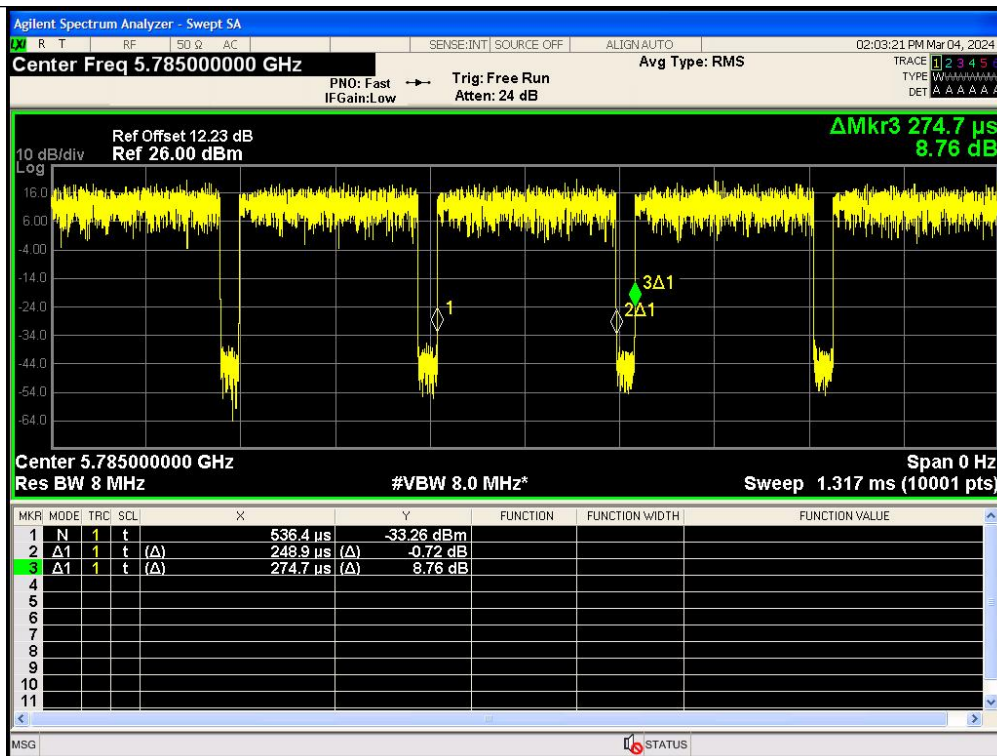 Agilent Spectrum Analyzer - Swept SA
LXI R T RF 50 Ω AC SENSE:INT SOURCE OFF ALIGN AUTO 02:03:21 PM Mar 04, 2024
Center Freq 5.785000000 GHz Avg Type: RMS TRACE 1 2 3 4 5 6
PNO: Fast Trig: Free Run TYPE W
IFGain:Low Atten: 24 dB DET A A A A A A
ΔMkr3 274.7 µs
Ref Offset 12.23 dB
10 dB/div Ref 26.00 dBm 8.76 dB
Log
16.0
6.00
-4.00
-14.0
3Δ1
-24.0
1 2Δ1
-34.0
-44.0
-54.0
-64.0
Center 5.785000000 GHz Span 0 Hz
Res BW 8 MHz #VBW 8.0 MHz* Sweep 1.317 ms (10001 pts)
MKR MODE TRC SCL X Y FUNCTION FUNCTION WIDTH FUNCTION VALUE
1 N 1 t 536.4 µs -33.26 dBm
2 Δ1 1 t (Δ) 248.9 µs (Δ) -0.72 dB
3 Δ1 1 t (Δ) 274.7 µs (Δ) 8.76 dB
4
5
6
7
8
9
10
11
MSG STATUS